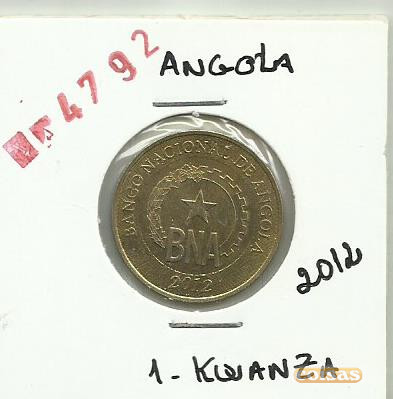 4792
ANGOLA
BANCO NACIONAL DE ANGOLA
BNA
2012
2012
1-KWANZA